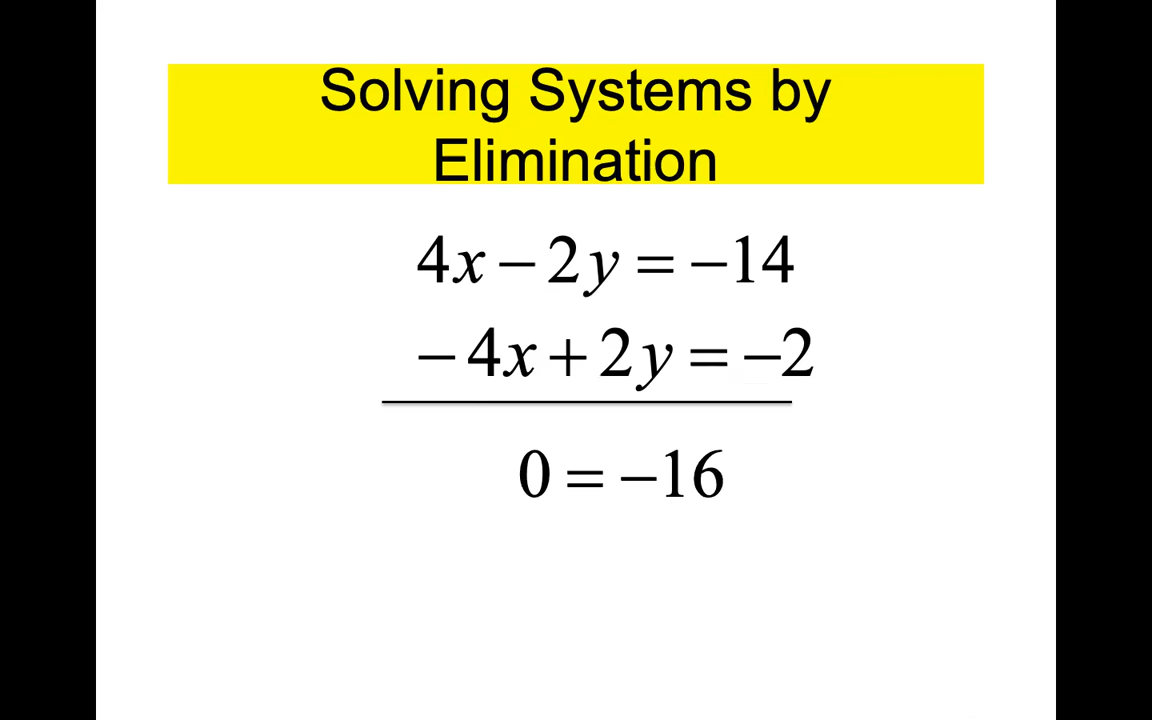 Solving Systems by
Elimination
4x − 2y = −14
− 4x + 2y = −2
0 = −16